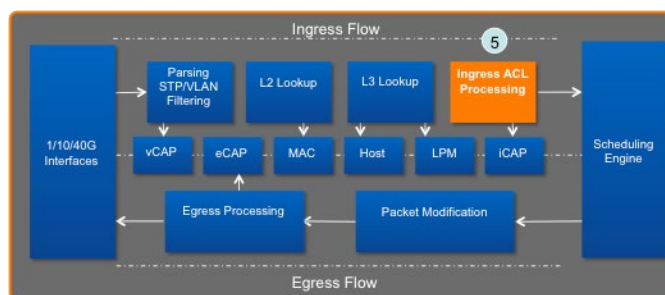 Ingress Flow
5
1/10/40G
Interfaces
Parsing
STP/VLAN
Filtering
L2 Lookup
L3 Lookup
Ingress ACL
Processing
Scheduling
Engine
vCAP
eCAP
MAC
Host
LPM
iCAP
Egress Processing
Packet Modification
Egress Flow